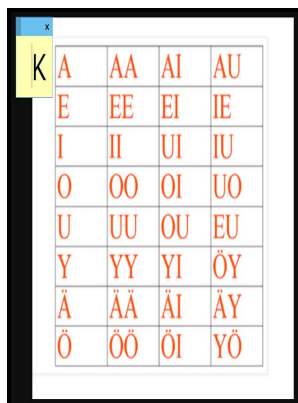 x
K
A AA AI AU
E EE EI IE
I II UI IU
O OO OI UO
U UU OU EU
Y YY YI ÖY
Ä ÄÄ ÄI ÄY
Ö ÖÖ ÖI YÖ